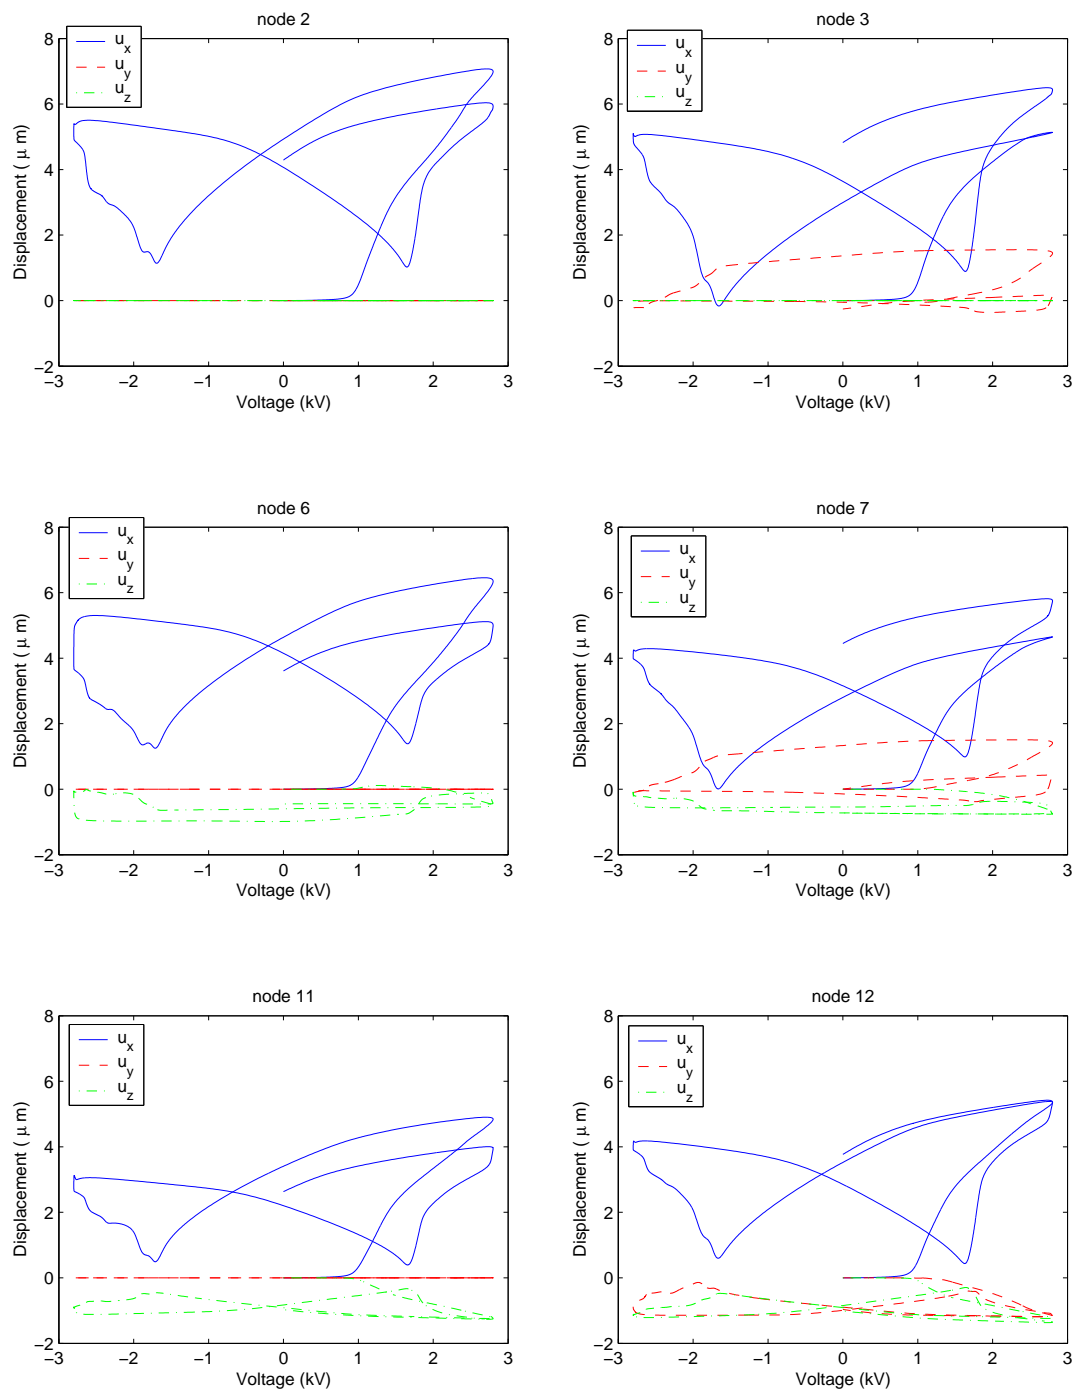 node 2
8
6
4
2
0
−2
−3 −2 −1 0 1 2 3
Displacement ( μ m)
Voltage (kV)
u_x
u_y
u_z
node 3
8
6
4
2
0
−2
−3 −2 −1 0 1 2 3
Displacement ( μ m)
Voltage (kV)
u_x
u_y
u_z
node 6
8
6
4
2
0
−2
−3 −2 −1 0 1 2 3
Displacement ( μ m)
Voltage (kV)
u_x
u_y
u_z
node 7
8
6
4
2
0
−2
−3 −2 −1 0 1 2 3
Displacement ( μ m)
Voltage (kV)
u_x
u_y
u_z
node 11
8
6
4
2
0
−2
−3 −2 −1 0 1 2 3
Displacement ( μ m)
Voltage (kV)
u_x
u_y
u_z
node 12
8
6
4
2
0
−2
−3 −2 −1 0 1 2 3
Displacement ( μ m)
Voltage (kV)
u_x
u_y
u_z